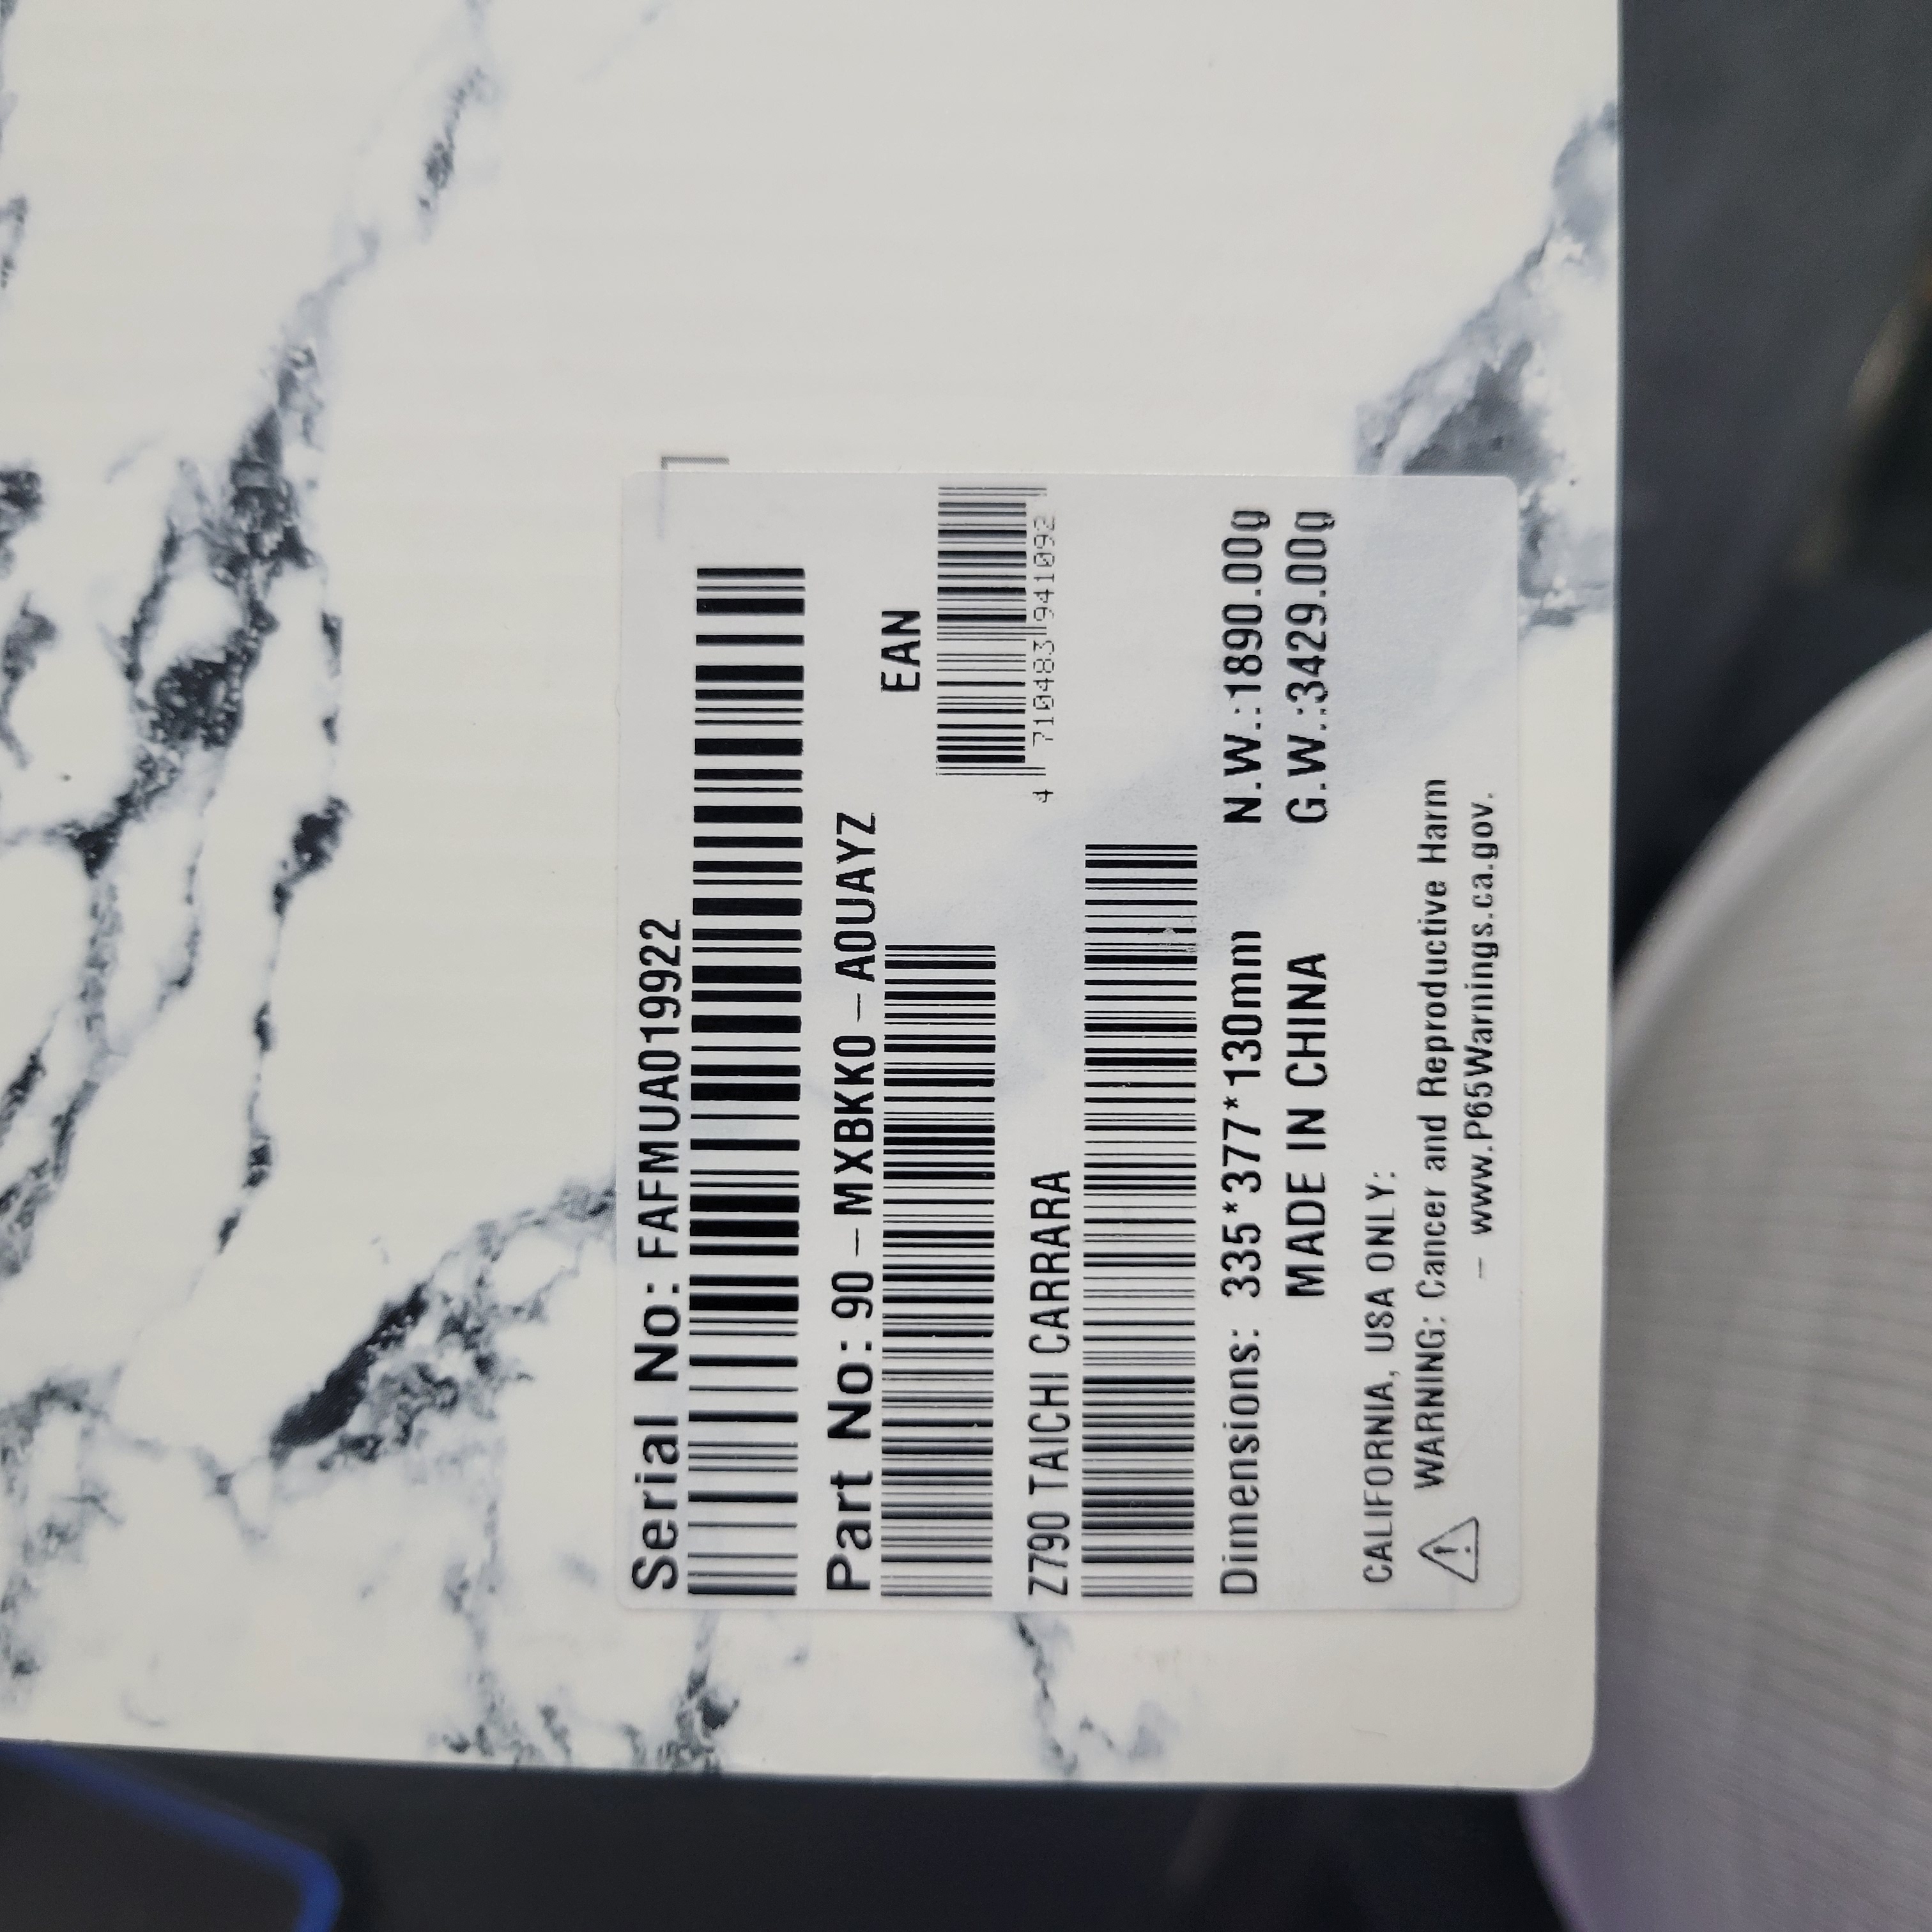 Serial No: FAFMUA019922
Part No: 90-MXBKK0-A0UAYZ
EAN
4 710483 941092
Z790 TAICHI CARRARA
Dimensions: 335*377*130mm N.W.:1890.00g
MADE IN CHINA G.W.:3429.00g
CALIFORNIA, USA ONLY:
WARNING: Cancer and Reproductive Harm
- www.P65Warnings.ca.gov.